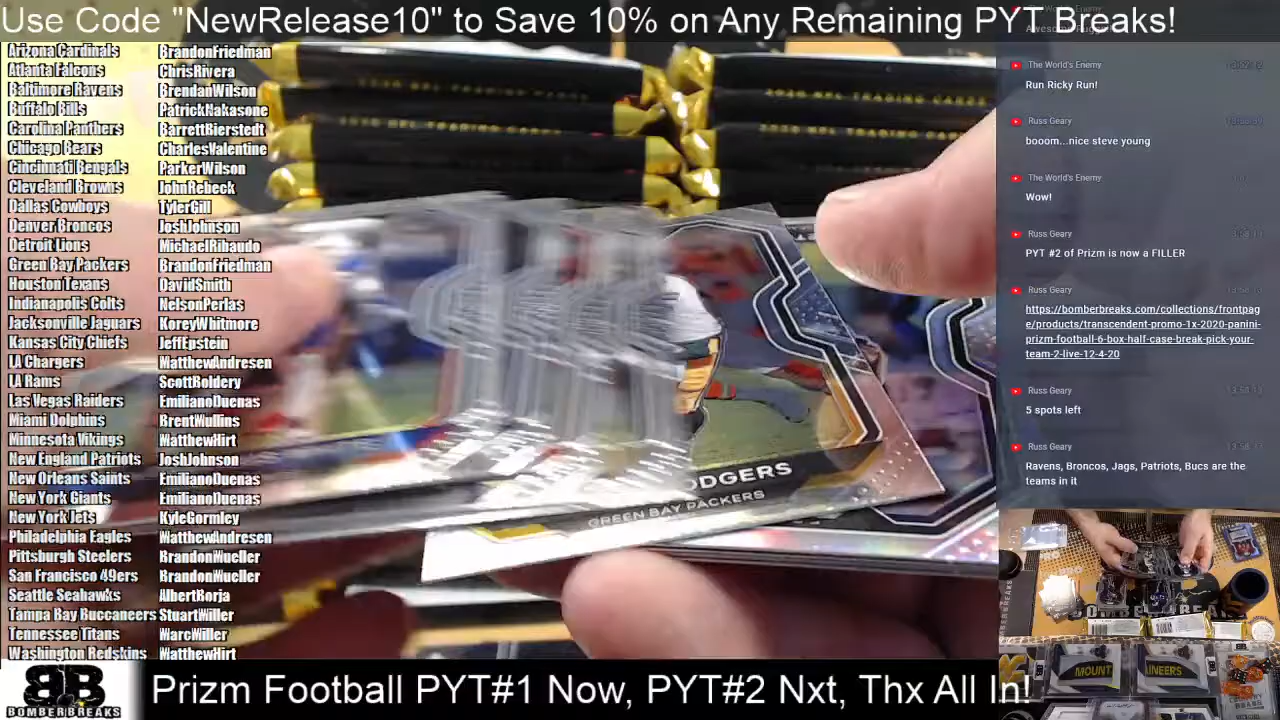 Use Code "NewRelease10" to Save 10% on Any Remaining PYT Breaks!
Arizona Cardinals BrandonFriedman
Atlanta Falcons ChrisRivera
Baltimore Ravens BrendanWilson
Buffalo Bills PatrickNakasone
Carolina Panthers BarrettBierstedt
Chicago Bears CharlesValentine
Cincinnati Bengals ParkerWilson
Cleveland Browns JohnRebeck
Dallas Cowboys TylerGill
Denver Broncos JoshJohnson
Detroit Lions MichaelRibaudo
Green Bay Packers BrandonFriedman
Houston Texans DavidSmith
Indianapolis Colts NelsonPerlas
Jacksonville Jaguars KoreyWhitmore
Kansas City Chiefs JeffEpstein
LA Chargers MatthewAndresen
LA Rams ScottRoldery
Las Vegas Raiders EmilianoDuenas
Miami Dolphins BrentMullins
Minnesota Vikings MatthewHirt
New England Patriots JoshJohnson
New Orleans Saints EmilianoDuenas
New York Giants EmilianoDuenas
New York Jets KyleGormley
Philadelphia Eagles MatthewAndresen
Pittsburgh Steelers BrandonMueller
San Francisco 49ers BrandonMueller
Seattle Seahawks AlbertBorja
Tampa Bay Buccaneers StuartMiller
Tennessee Titans MarcMiller
Washington Redskins MatthewHirt
2020 NFL TRADING CARDS
ODGERS
GREEN BAY PACKERS
The World's Enemy
Run Ricky Run!
Russ Geary
booom...nice steve young
The World's Enemy
Wow!
Russ Geary
PYT #2 of Prizm is now a FILLER
Russ Geary
https://bomberbreaks.com/collections/frontpag
e/products/transcendent-promo-1x-2020-panini-
prizm-football-6-box-half-case-break-pick-your-
team-2-live-12-4-20
Russ Geary
5 spots left
Russ Geary
Ravens, Broncos, Jags, Patriots, Bucs are the
teams in it
MOUNT
AINEERS
BB
BOMBERBREAKS
Prizm Football PYT#1 Now, PYT#2 Nxt, Thx All In!